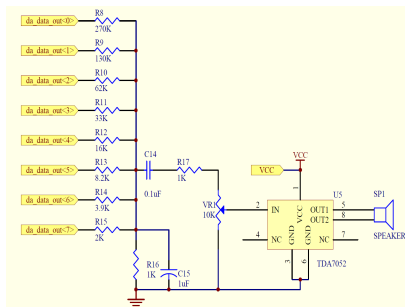 da_data_out<0>
R8
270K
da_data_out<1>
R9
130K
da_data_out<2>
R10
62K
da_data_out<3>
R11
33K
da_data_out<4>
R12
16K
da_data_out<5>
R13
8.2K
da_data_out<6>
R14
3.9K
da_data_out<7>
R15
2K
C14
0.1uF
R17
1K
VR1
10K
R16
1K
C15
1uF
VCC
VCC
U5
1
2
IN
VCC
OUT1
5
OUT2
8
4
NC
GND
GND
NC
7
3
6
TDA7052
SP1
SPEAKER